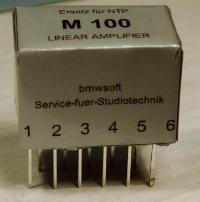 Ersatz für NTP
M 100
LINEAR AMPLIFIER
bmwsoft
Service-fuer-Studiotechnik
1 2 3 4 5 6